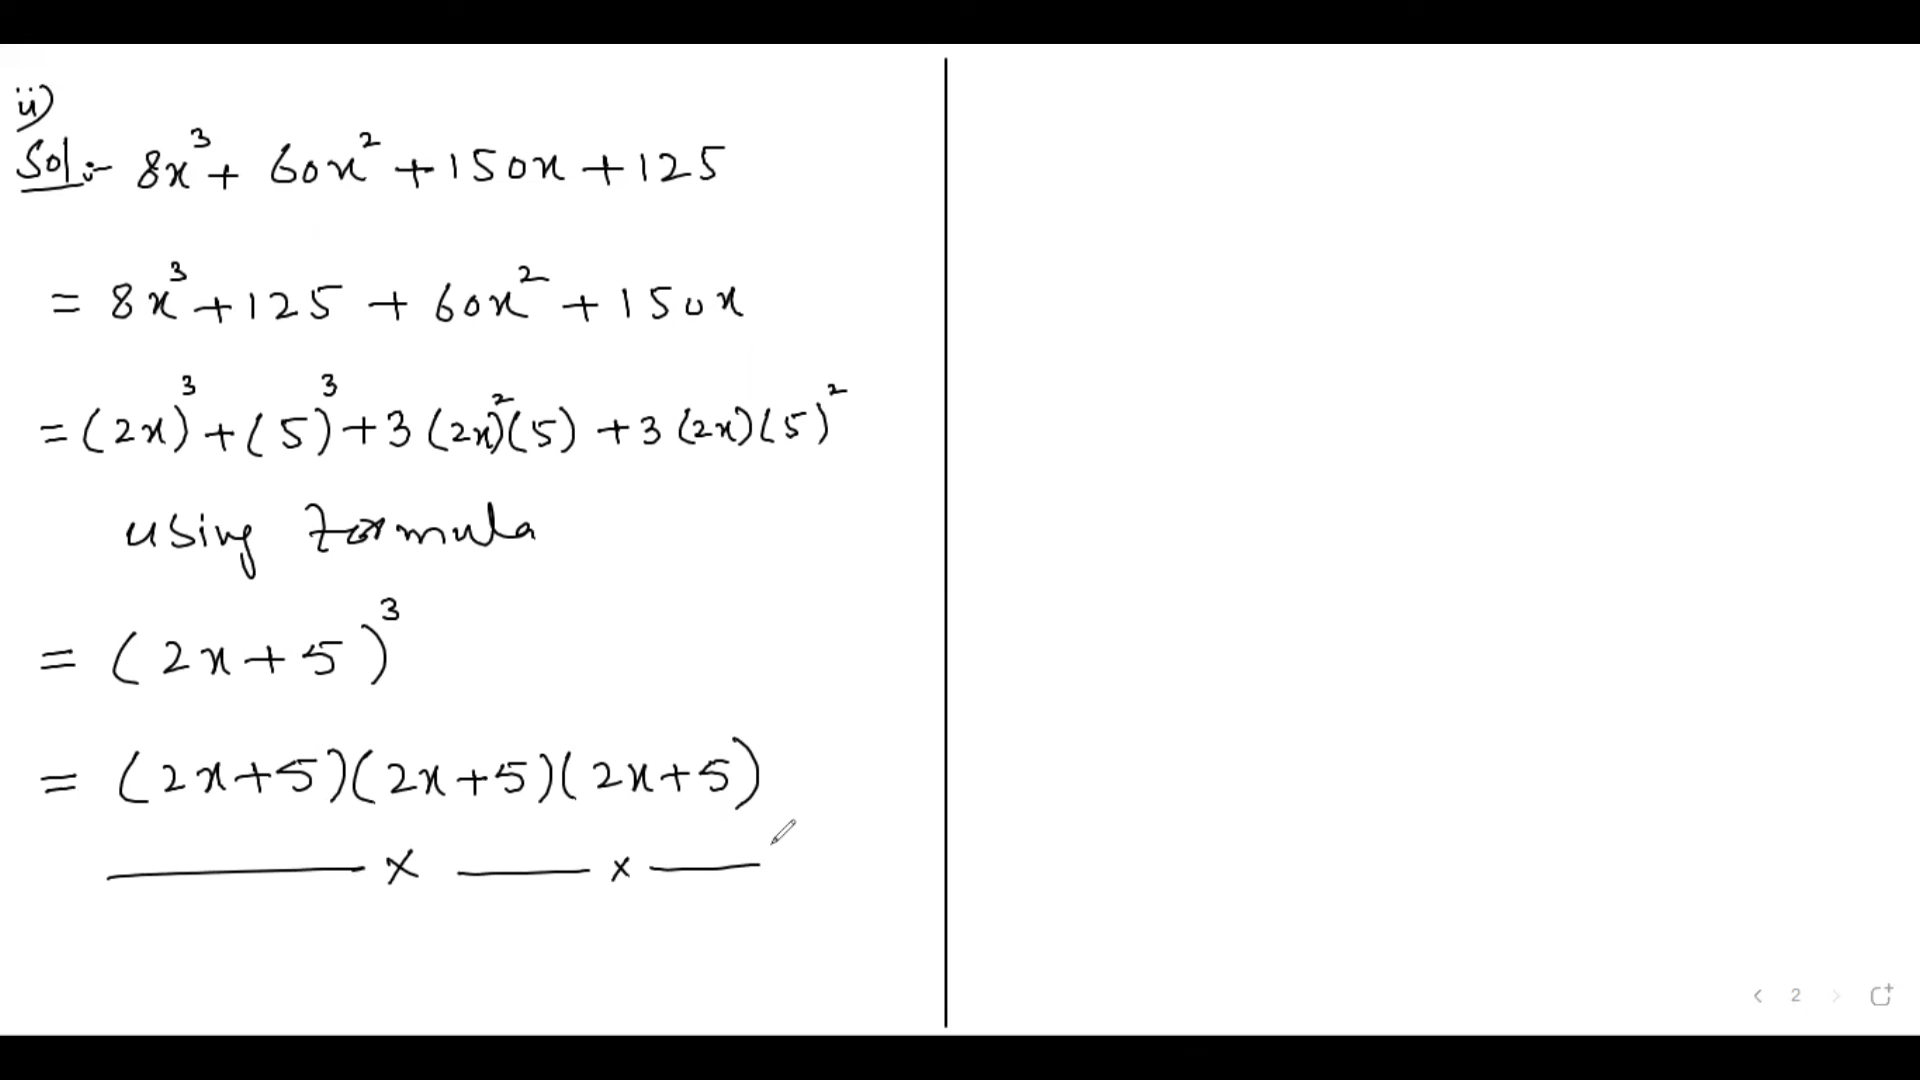 ii)
Sol:- 8x³ + 60x² + 150x + 125
= 8x³ + 125 + 60x² + 150x
= (2x)³ + (5)³ + 3(2x)²(5) + 3(2x)(5)²
using formula
= (2x+5)³
= (2x+5)(2x+5)(2x+5)
——— x ——— x ———
< 2 >